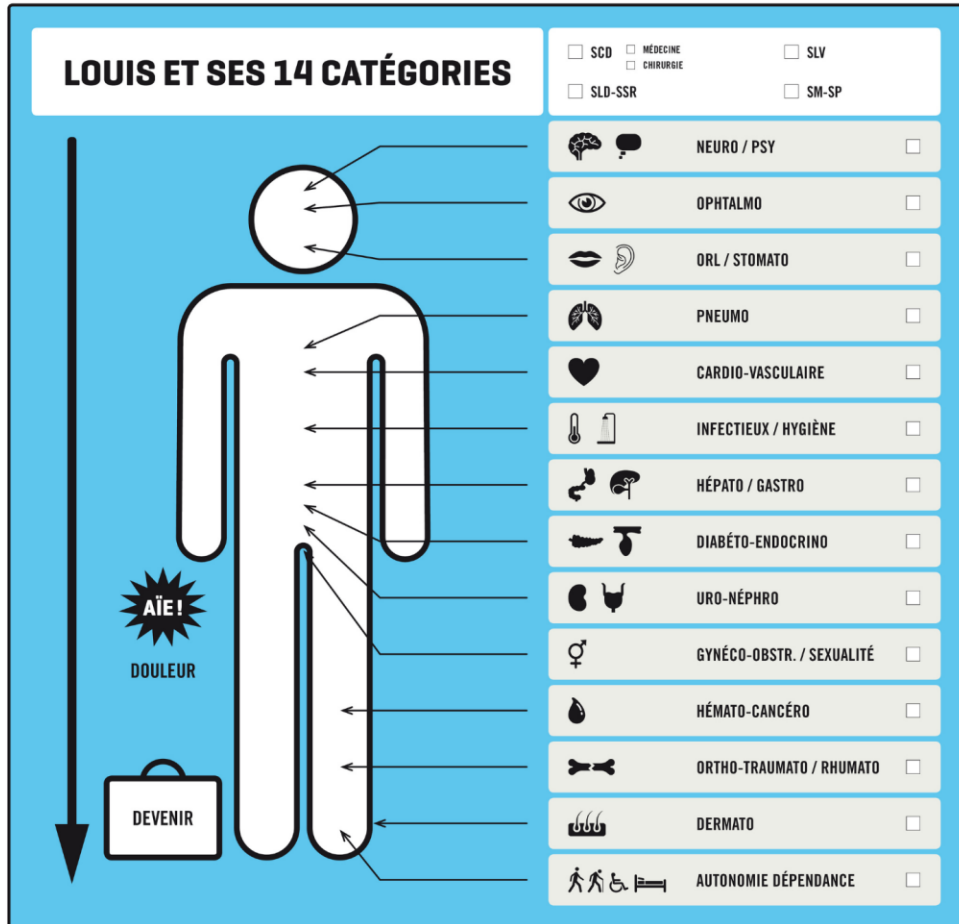 LOUIS ET SES 14 CATÉGORIES
SCD
MÉDECINE
CHIRURGIE
SLV
SLD-SSR
SM-SP
NEURO / PSY
OPHTALMO
ORL / STOMATO
PNEUMO
CARDIO-VASCULAIRE
INFECTIEUX / HYGIÈNE
HÉPATO / GASTRO
DIABÉTO-ENDOCRINO
URO-NÉPHRO
GYNÉCO-OBSTR. / SEXUALITÉ
HÉMATO-CANCÉRO
ORTHO-TRAUMATO / RHUMATO
DERMATO
AUTONOMIE DÉPENDANCE
AÏE !
DOULEUR
DEVENIR